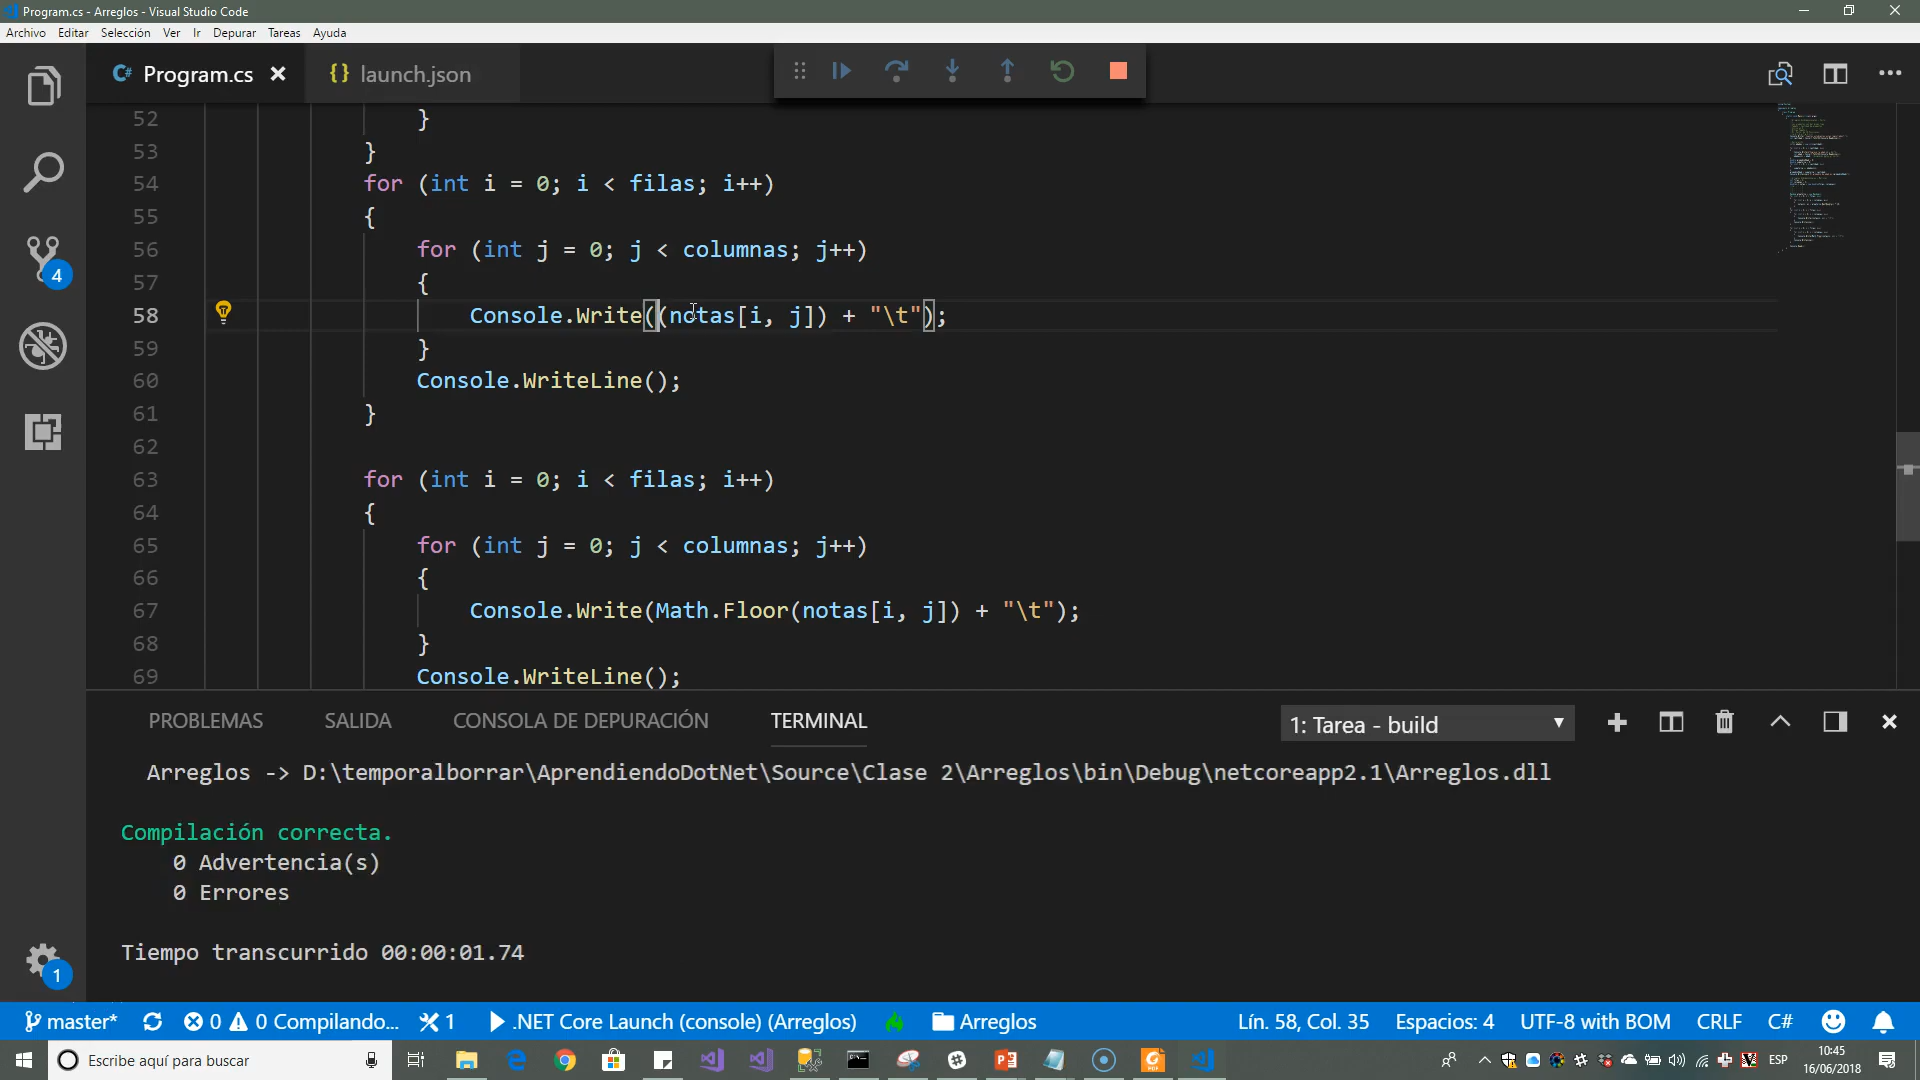 Program.cs - Arreglos - Visual Studio Code
Archivo Editar Selección Ver Ir Depurar Tareas Ayuda
C# Program.cs {} launch.json
52 }
53 }
54 for (int i = 0; i < filas; i++)
55 {
56 for (int j = 0; j < columnas; j++)
57 {
58 Console.Write((notas[i, j]) + "\t");
59 }
60 Console.WriteLine();
61 }
62
63 for (int i = 0; i < filas; i++)
64 {
65 for (int j = 0; j < columnas; j++)
66 {
67 Console.Write(Math.Floor(notas[i, j]) + "\t");
68 }
69 Console.WriteLine();
4
1
PROBLEMAS SALIDA CONSOLA DE DEPURACIÓN TERMINAL 1: Tarea - build
Arreglos -> D:\temporalborrar\AprendiendoDotNet\Source\Clase 2\Arreglos\bin\Debug\netcoreapp2.1\Arreglos.dll
Compilación correcta.
0 Advertencia(s)
0 Errores
Tiempo transcurrido 00:00:01.74
master* 0 0 Compilando... 1 .NET Core Launch (console) (Arreglos) Arreglos Lín. 58, Col. 35 Espacios: 4 UTF-8 with BOM CRLF C#
Escribe aquí para buscar ESP 10:45
16/06/2018